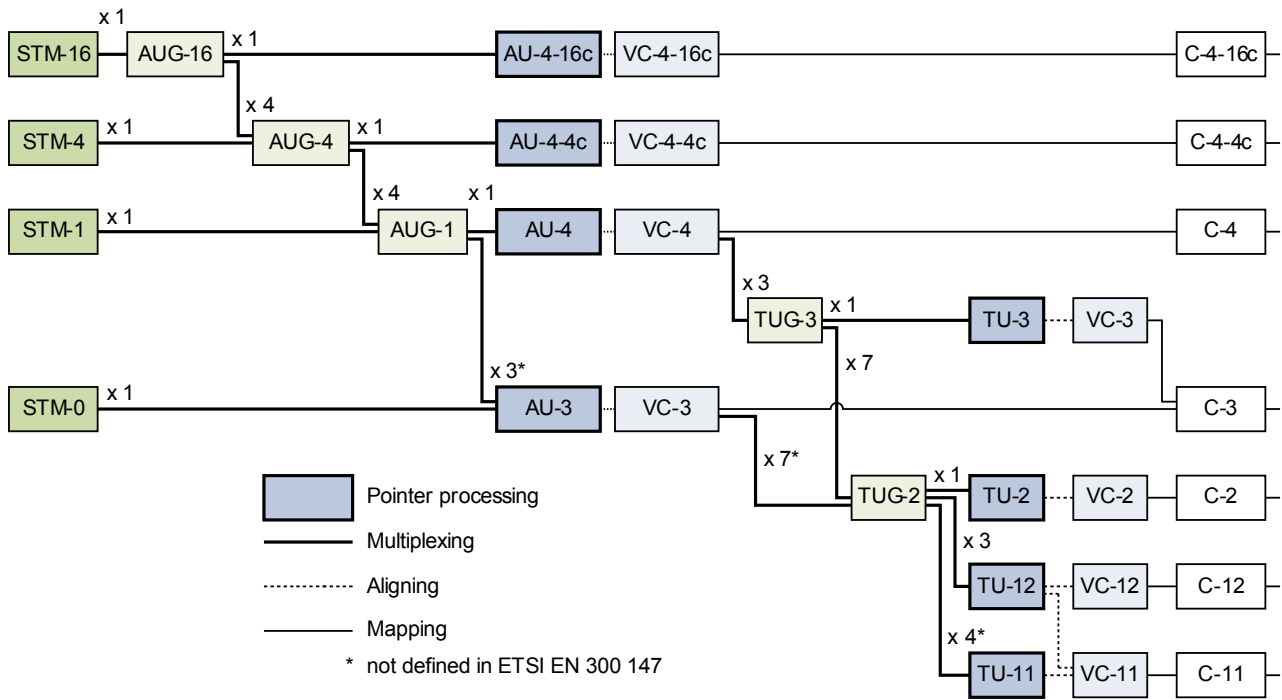 x 1
STM-16
AUG-16
x 1
AU-4-16c
VC-4-16c
C-4-16c
x 4
STM-4
x 1
AUG-4
x 1
AU-4-4c
VC-4-4c
C-4-4c
x 4
x 1
STM-1
x 1
AUG-1
AU-4
VC-4
C-4
x 3
TUG-3
x 1
TU-3
VC-3
x 7
x 3*
STM-0
x 1
AU-3
VC-3
C-3
x 7*
x 1
TUG-2
TU-2
VC-2
C-2
x 3
TU-12
VC-12
C-12
x 4*
TU-11
VC-11
C-11
Pointer processing
Multiplexing
Aligning
Mapping
* not defined in ETSI EN 300 147